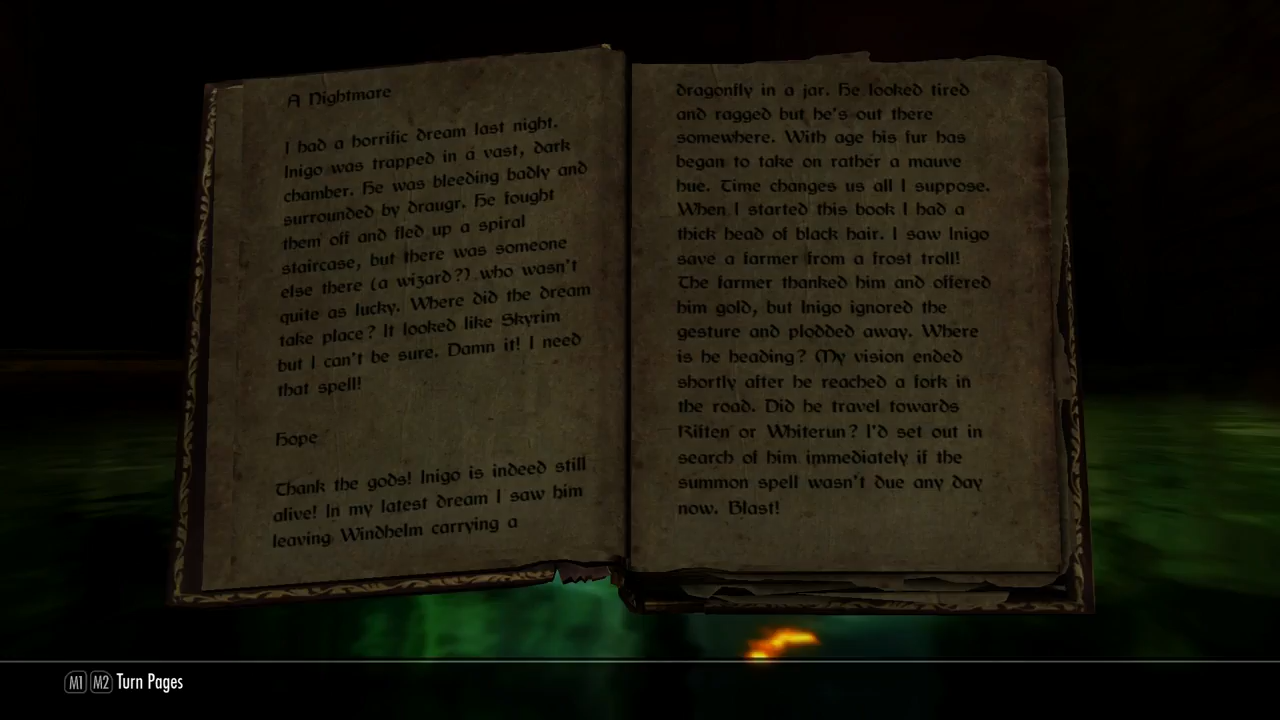 A Nightmare
I had a horrific dream last night.
Inigo was trapped in a vast, dark
chamber. He was bleeding badly and
surrounded by draugr. He fought
them off and fled up a spiral
staircase, but there was someone
else there (a wizard?) who wasn't
quite as lucky. Where did the dream
take place? It looked like Skyrim
but I can't be sure. Damn it! I need
that spell!
Hope
Thank the gods! Inigo is indeed still
alive! In my latest dream I saw him
leaving Windhelm carrying a
dragonfly in a jar. He looked tired
and ragged but he's out there
somewhere. With age his fur has
began to take on rather a mauve
hue. Time changes us all I suppose.
When I started this book I had a
thick head of black hair. I saw Inigo
save a farmer from a frost troll!
The farmer thanked him and offered
him gold, but Inigo ignored the
gesture and plodded away. Where
is he heading? My vision ended
shortly after he reached a fork in
the road. Did he travel towards
Riften or Whiterun? I'd set out in
search of him immediately if the
summon spell wasn't due any day
now. Blast!
M1 M2 Turn Pages